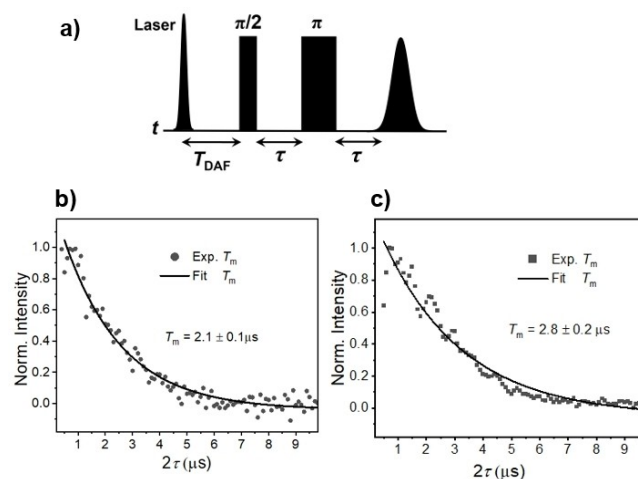 a)
Laser π/2 π
t
T_DAF τ τ
b)
Norm. Intensity
1.0
0.8
0.6
0.4
0.2
0.0
Exp. T_m
Fit T_m
T_m = 2.1 ± 0.1µs
1 2 3 4 5 6 7 8 9
2τ (µs)
c)
Norm. Intensity
1.0
0.8
0.6
0.4
0.2
0.0
Exp. T_m
Fit T_m
T_m = 2.8 ± 0.2 µs
1 2 3 4 5 6 7 8 9
2τ (µs)